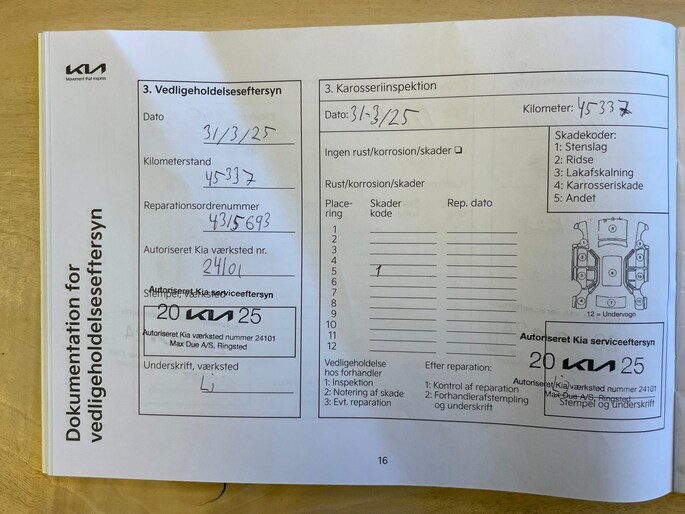 KIA
Movement that inspires
Dokumentation for
vedligeholdelseseftersyn
3. Vedligeholdelseseftersyn
Dato
31/3/25
Kilometerstand
45337
Reparationsordrenummer
4315693
Autoriseret Kia værksted nr.
24101
Stempel, værksted
Autoriseret Kia serviceeftersyn
20 KIA 25
Autoriseret Kia værksted nummer 24101
Max Due A/S, Ringsted
Underskrift, værksted
3. Karosseriinspektion
Dato: 31-3/25
Kilometer: 45337
Ingen rust/korrosion/skader
Rust/korrosion/skader
Skadekoder:
1: Stenslag
2: Ridse
3: Lakafskalning
4: Karrosseriskade
5: Andet
Place-
ring
Skader
kode
Rep. dato
1
2
3
4
5 1
6
7
8
9
10
11
12
12 = Undervogn
Vedligeholdelse
hos forhandler
1: Inspektion
2: Notering af skade
3: Evt. reparation
Efter reparation:
1: Kontrol af reparation
2: Forhandlerafstempling
og underskrift
Autoriseret Kia serviceeftersyn
20 KIA 25
Autoriseret Kia værksted nummer 24101
Max Due A/S, Ringsted
Stempel og underskrift
16